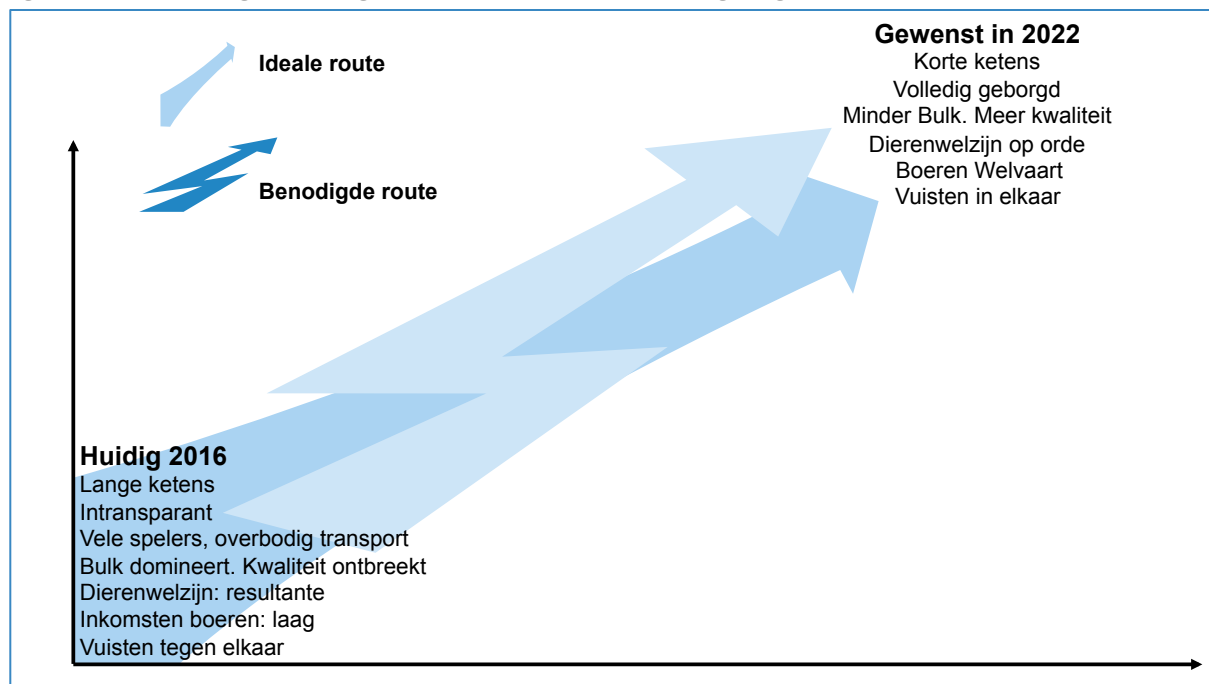 Ideale route
Benodigde route
Gewenst in 2022
Korte ketens
Volledig geborgd
Minder Bulk. Meer kwaliteit
Dierenwelzijn op orde
Boeren Welvaart
Vuisten in elkaar
Huidig 2016
Lange ketens
Intransparant
Vele spelers, overbodig transport
Bulk domineert. Kwaliteit ontbreekt
Dierenwelzijn: resultante
Inkomsten boeren: laag
Vuisten tegen elkaar